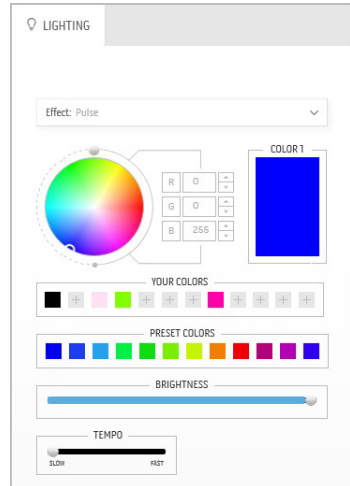 LIGHTING
Effect: Pulse
COLOR 1
R 0
G 0
B 255
YOUR COLORS
PRESET COLORS
BRIGHTNESS
TEMPO
SLOW FAST